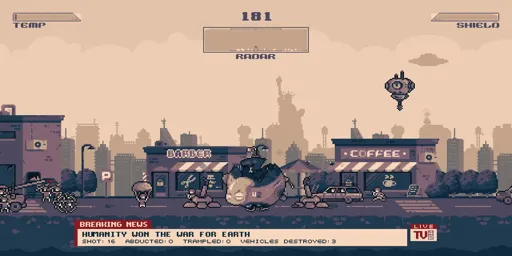 181
TEMP
SHIELD
RADAR
BARBER
COFFEE
P
BREAKING NEWS
LIVE
HUMANITY WON THE WAR FOR EARTH
TU
SHOT: 16 ABDUCTED: 0 TRAMPLED: 0 VEHICLES DESTROYED: 3